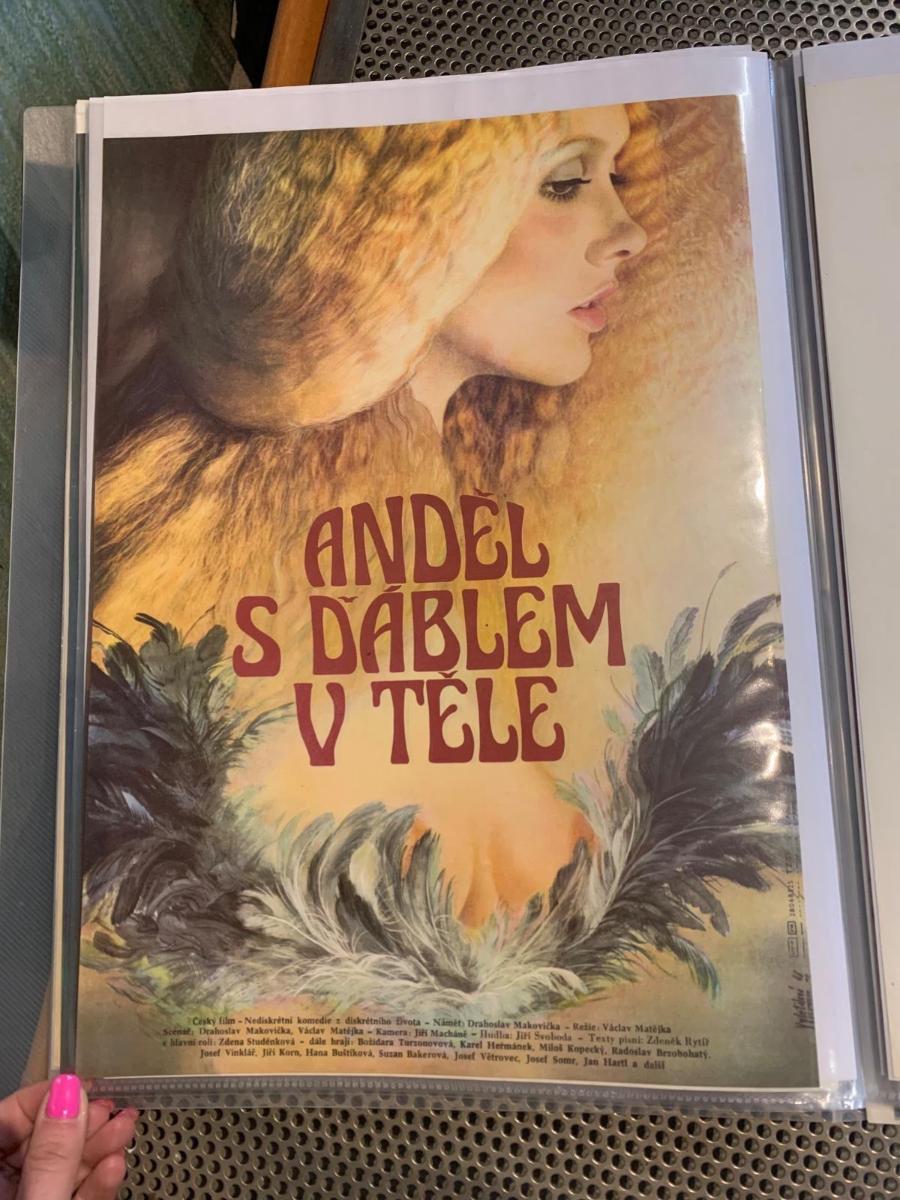 ANDĚL
S ĎÁBLEM
V TĚLE
Český film - Nediskrétní komedie z diskrétního života - Námět: Drahoslav Makovička - Režie: Václav Matějka
Scénář: Drahoslav Makovička, Václav Matějka - Kamera: Jiří Macháně - Hudba: Jiří Svoboda - Texty písní: Zdeněk Rytíř
v hlavní roli: Zdena Studénková - dále hrají: Božidara Turzonovová, Karel Heřmánek, Miloš Kopecký, Radoslav Brzobohatý,
Josef Vinklář, Jiří Korn, Hana Buštíková, Suzan Bakerová, Josef Větrovec, Josef Somr, Jan Hartl a další